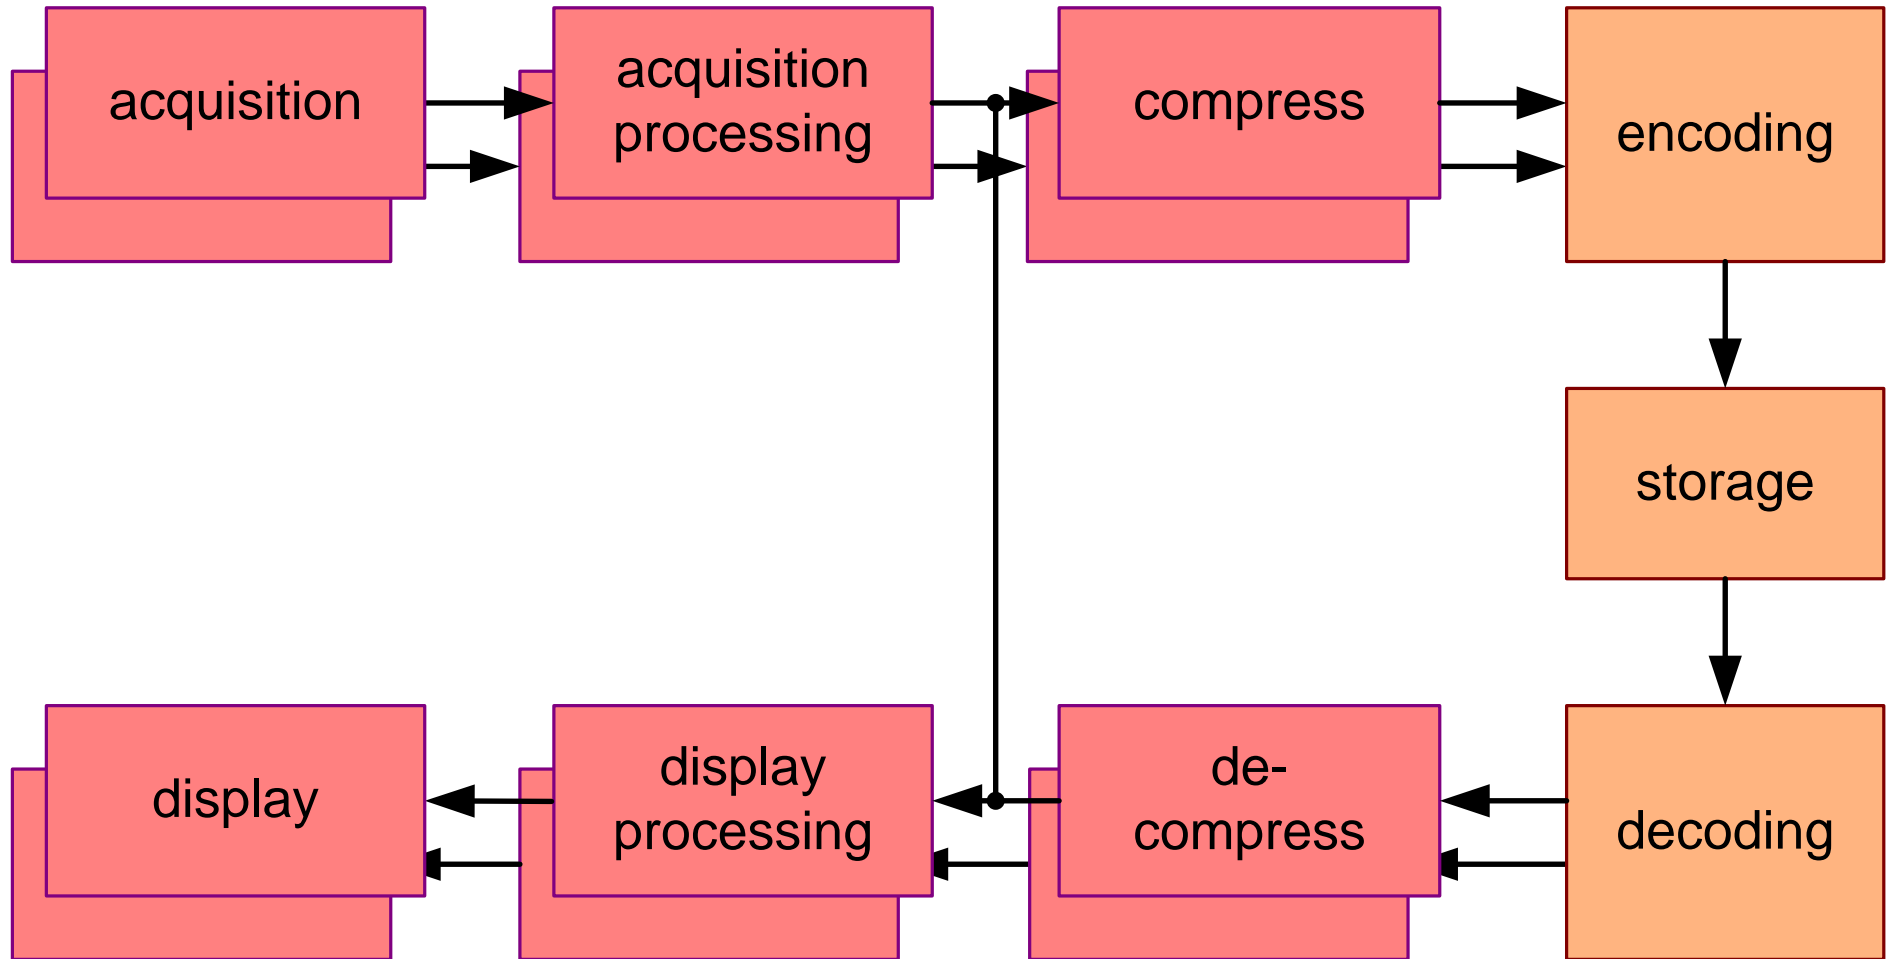 acquisition
acquisition
processing
compress
encoding
storage
display
display
processing
de-
compress
decoding